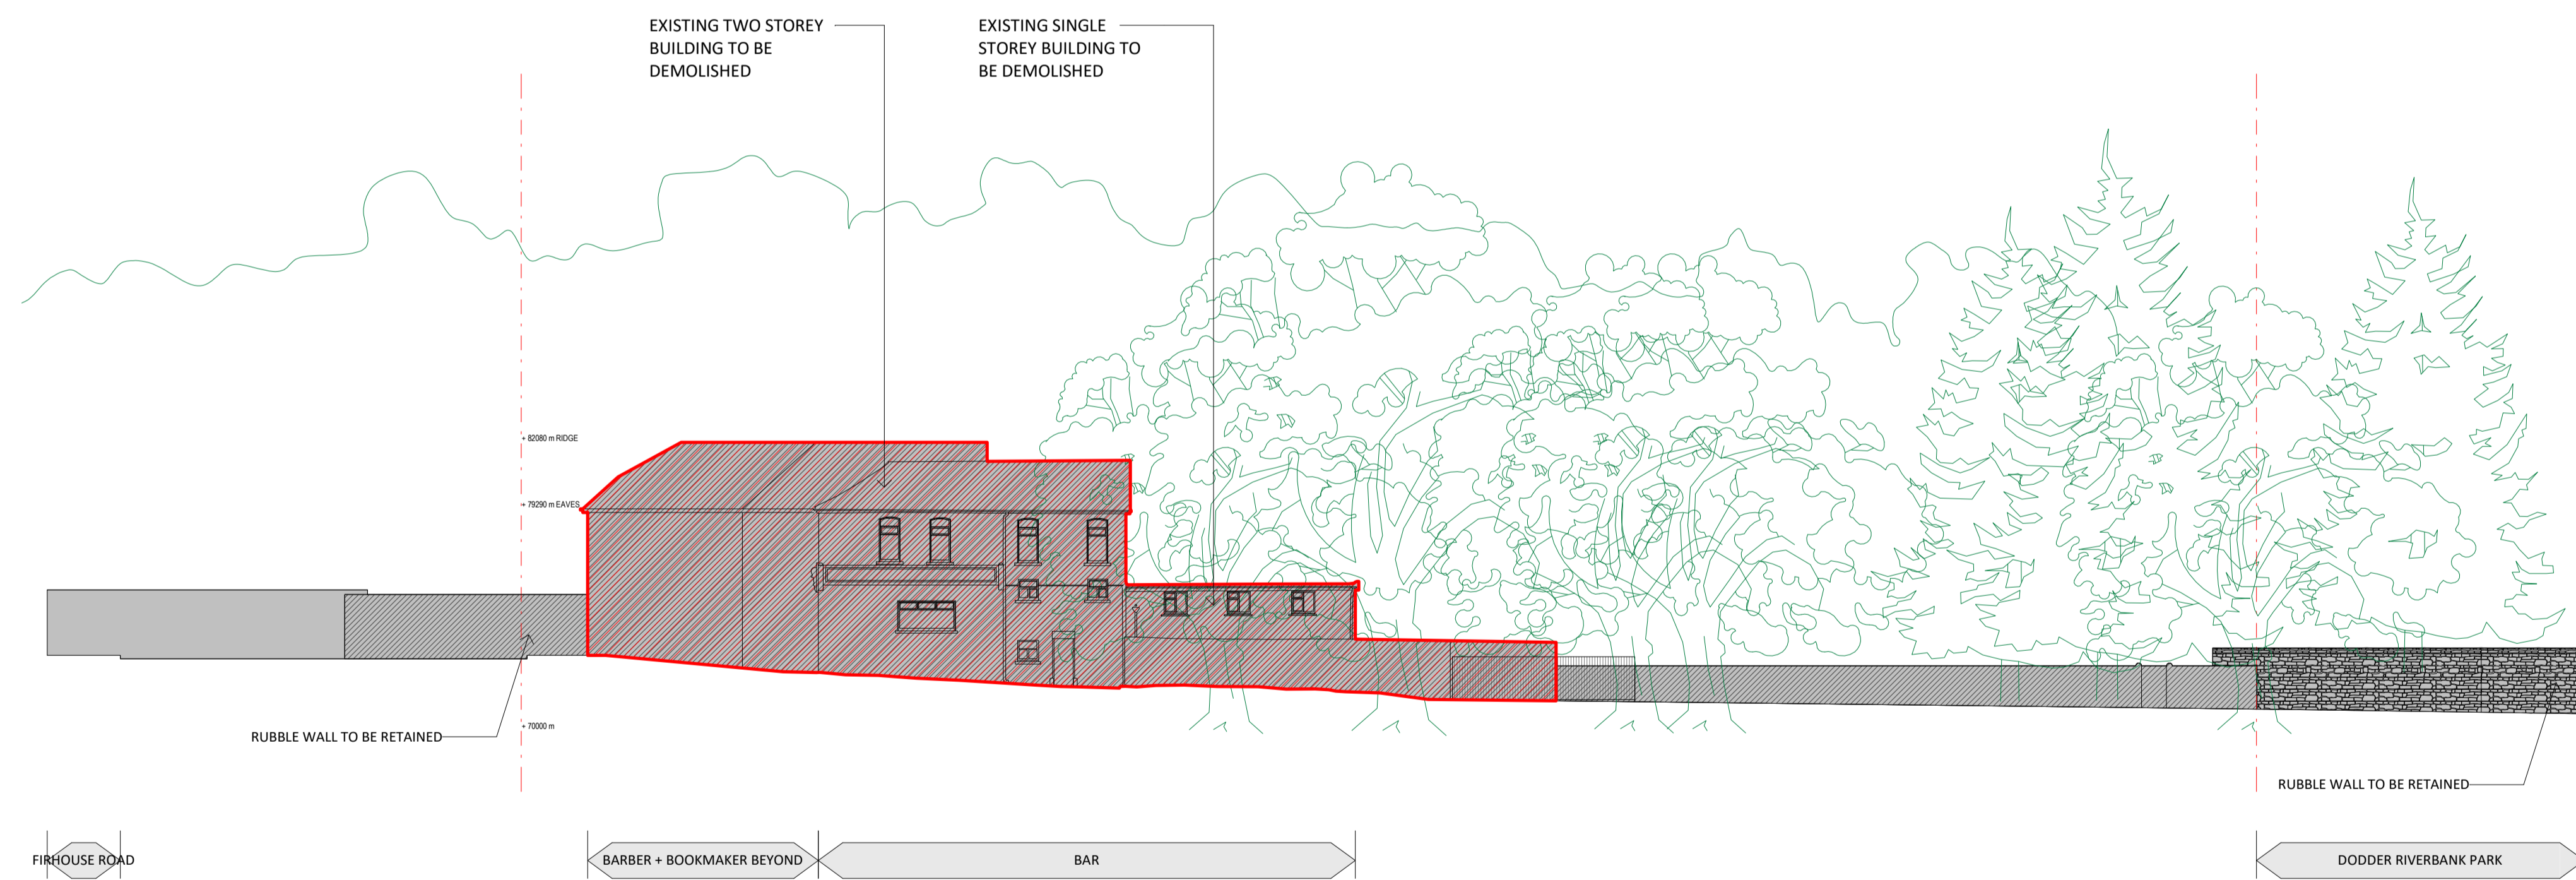 EXISTING TWO STOREY
BUILDING TO BE
DEMOLISHED
EXISTING SINGLE
STOREY BUILDING TO
BE DEMOLISHED
+ 82080 m RIDGE
+ 79290 m EAVES
+ 70000 m
RUBBLE WALL TO BE RETAINED
RUBBLE WALL TO BE RETAINED
FIRHOUSE ROAD
BARBER + BOOKMAKER BEYOND
BAR
DODDER RIVERBANK PARK